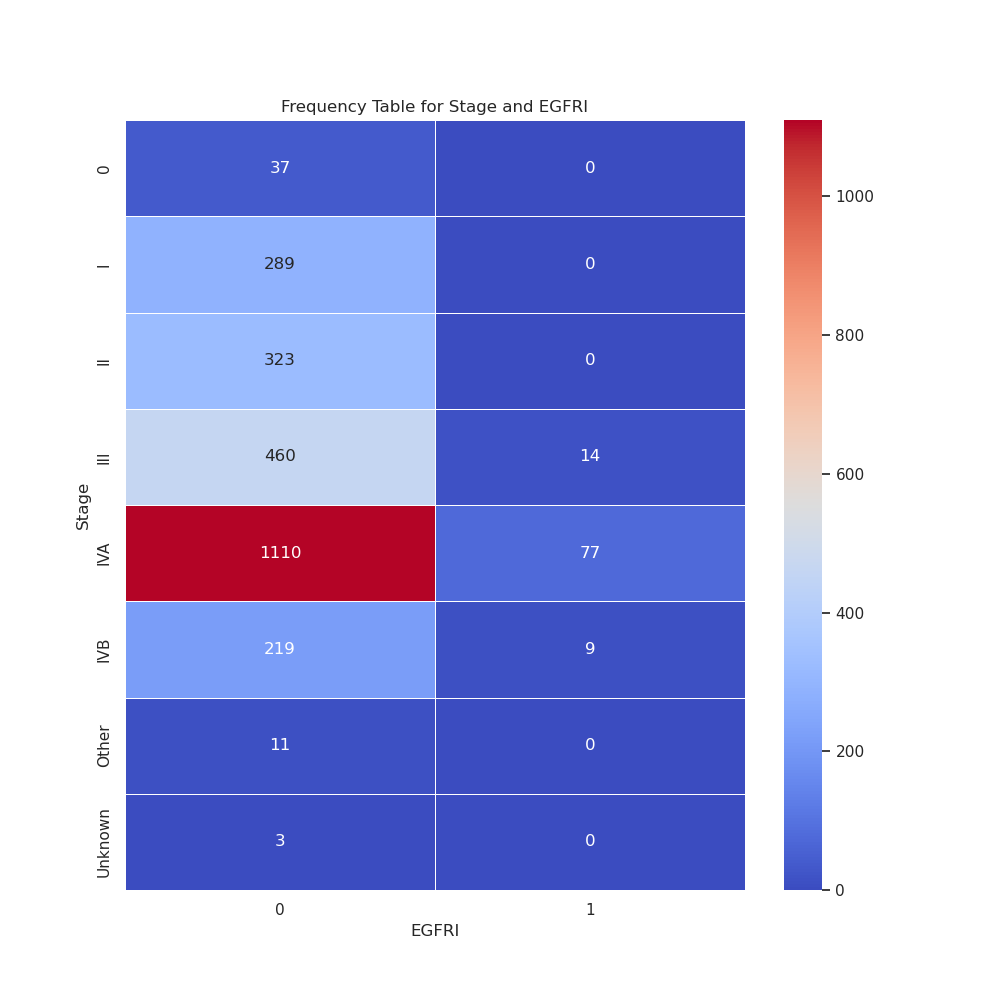 Frequency Table for Stage and EGFRI
0 37 0
I 289 0
II 323 0
III 460 14
IVA 1110 77
IVB 219 9
Other 11 0
Unknown 3 0
0 1
EGFRI
Stage
1000
800
600
400
200
0